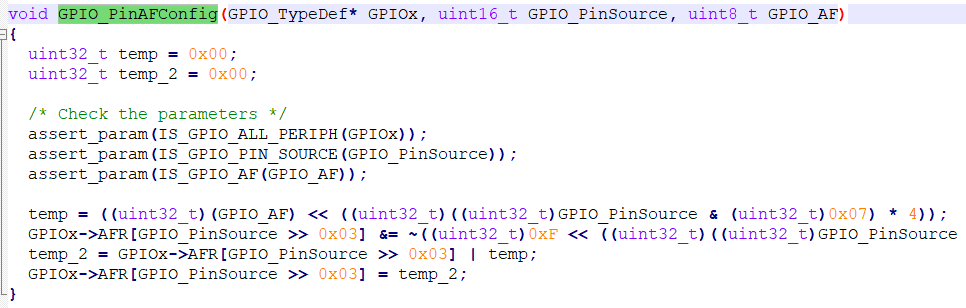 void GPIO_PinAFConfig(GPIO_TypeDef* GPIOx, uint16_t GPIO_PinSource, uint8_t GPIO_AF)
{
  uint32_t temp = 0x00;
  uint32_t temp_2 = 0x00;

  /* Check the parameters */
  assert_param(IS_GPIO_ALL_PERIPH(GPIOx));
  assert_param(IS_GPIO_PIN_SOURCE(GPIO_PinSource));
  assert_param(IS_GPIO_AF(GPIO_AF));

  temp = ((uint32_t)(GPIO_AF) << ((uint32_t)((uint32_t)GPIO_PinSource & (uint32_t)0x07) * 4));
  GPIOx->AFR[GPIO_PinSource >> 0x03] &= ~((uint32_t)0xF << ((uint32_t)((uint32_t)GPIO_PinSource
  temp_2 = GPIOx->AFR[GPIO_PinSource >> 0x03] | temp;
  GPIOx->AFR[GPIO_PinSource >> 0x03] = temp_2;
}